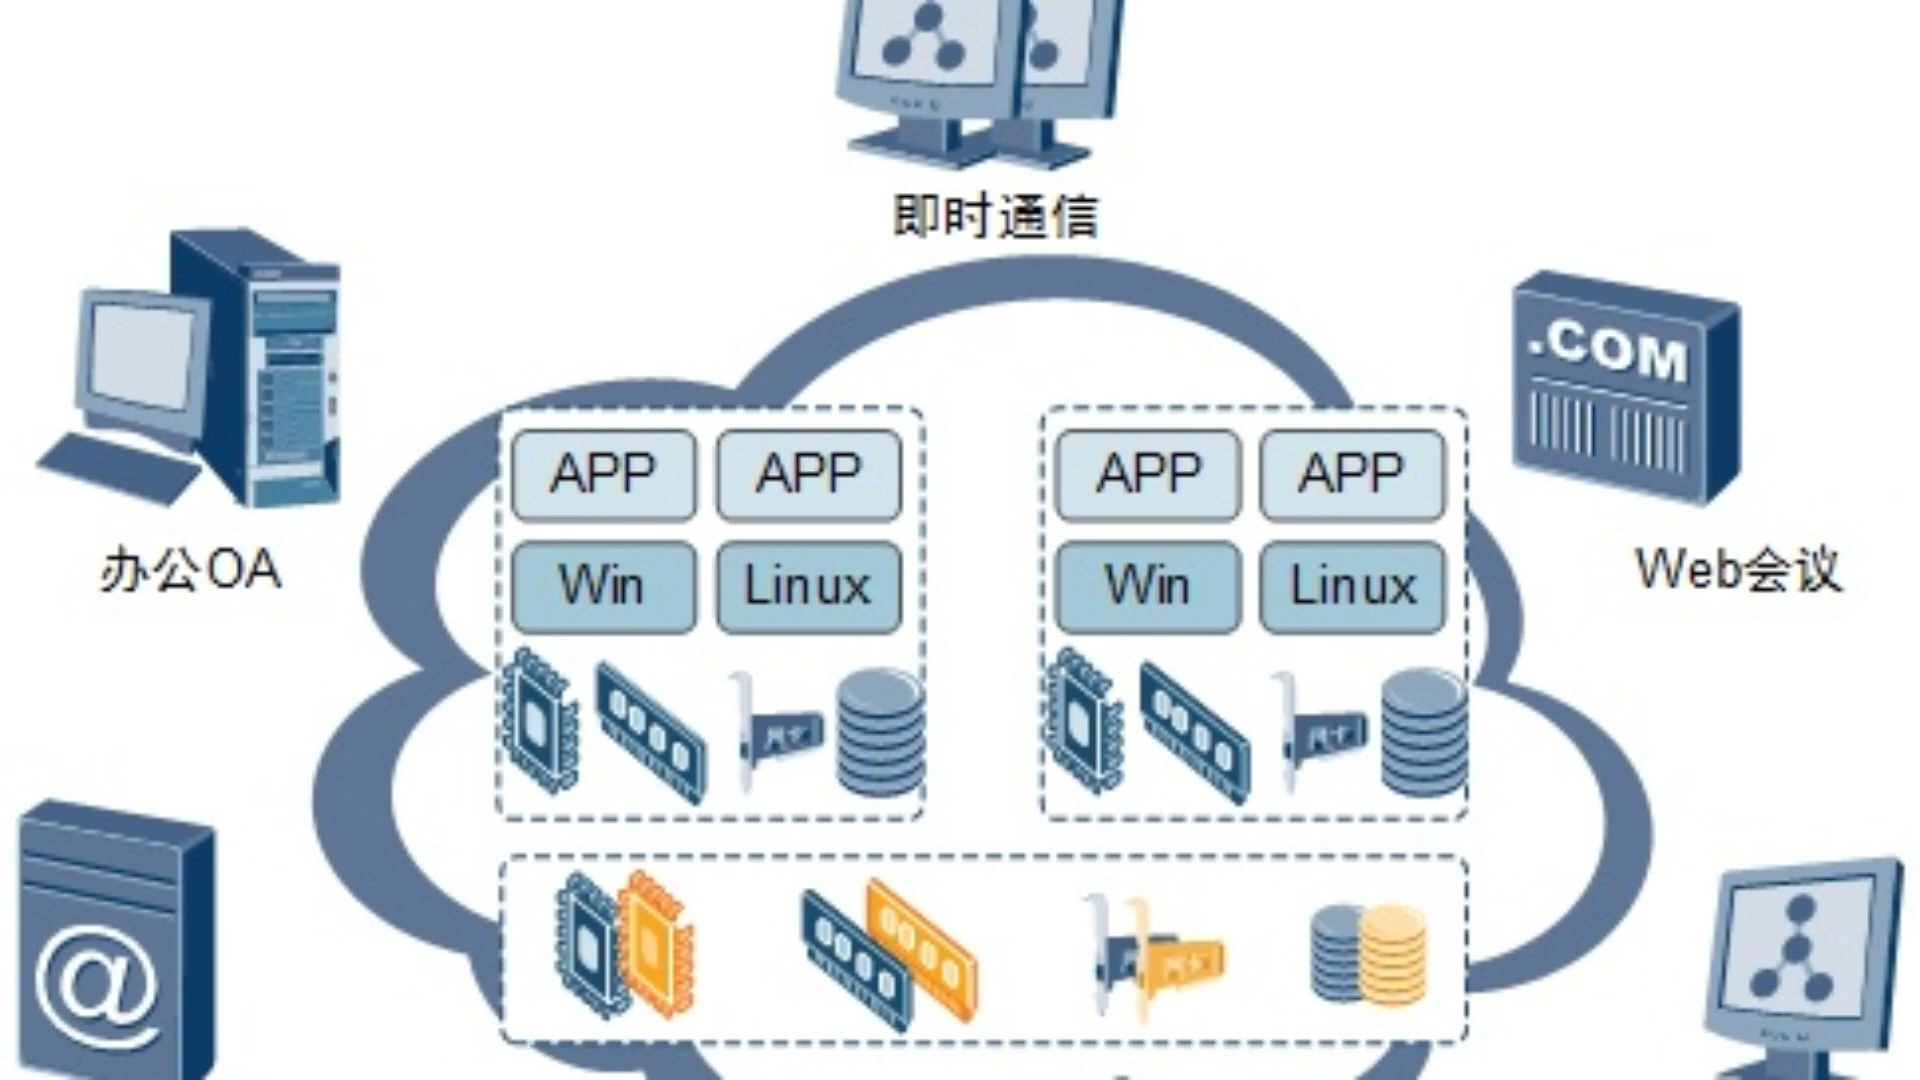 即时通信
.COM
办公OA
Web会议
APP APP
Win Linux
APP APP
Win Linux
@